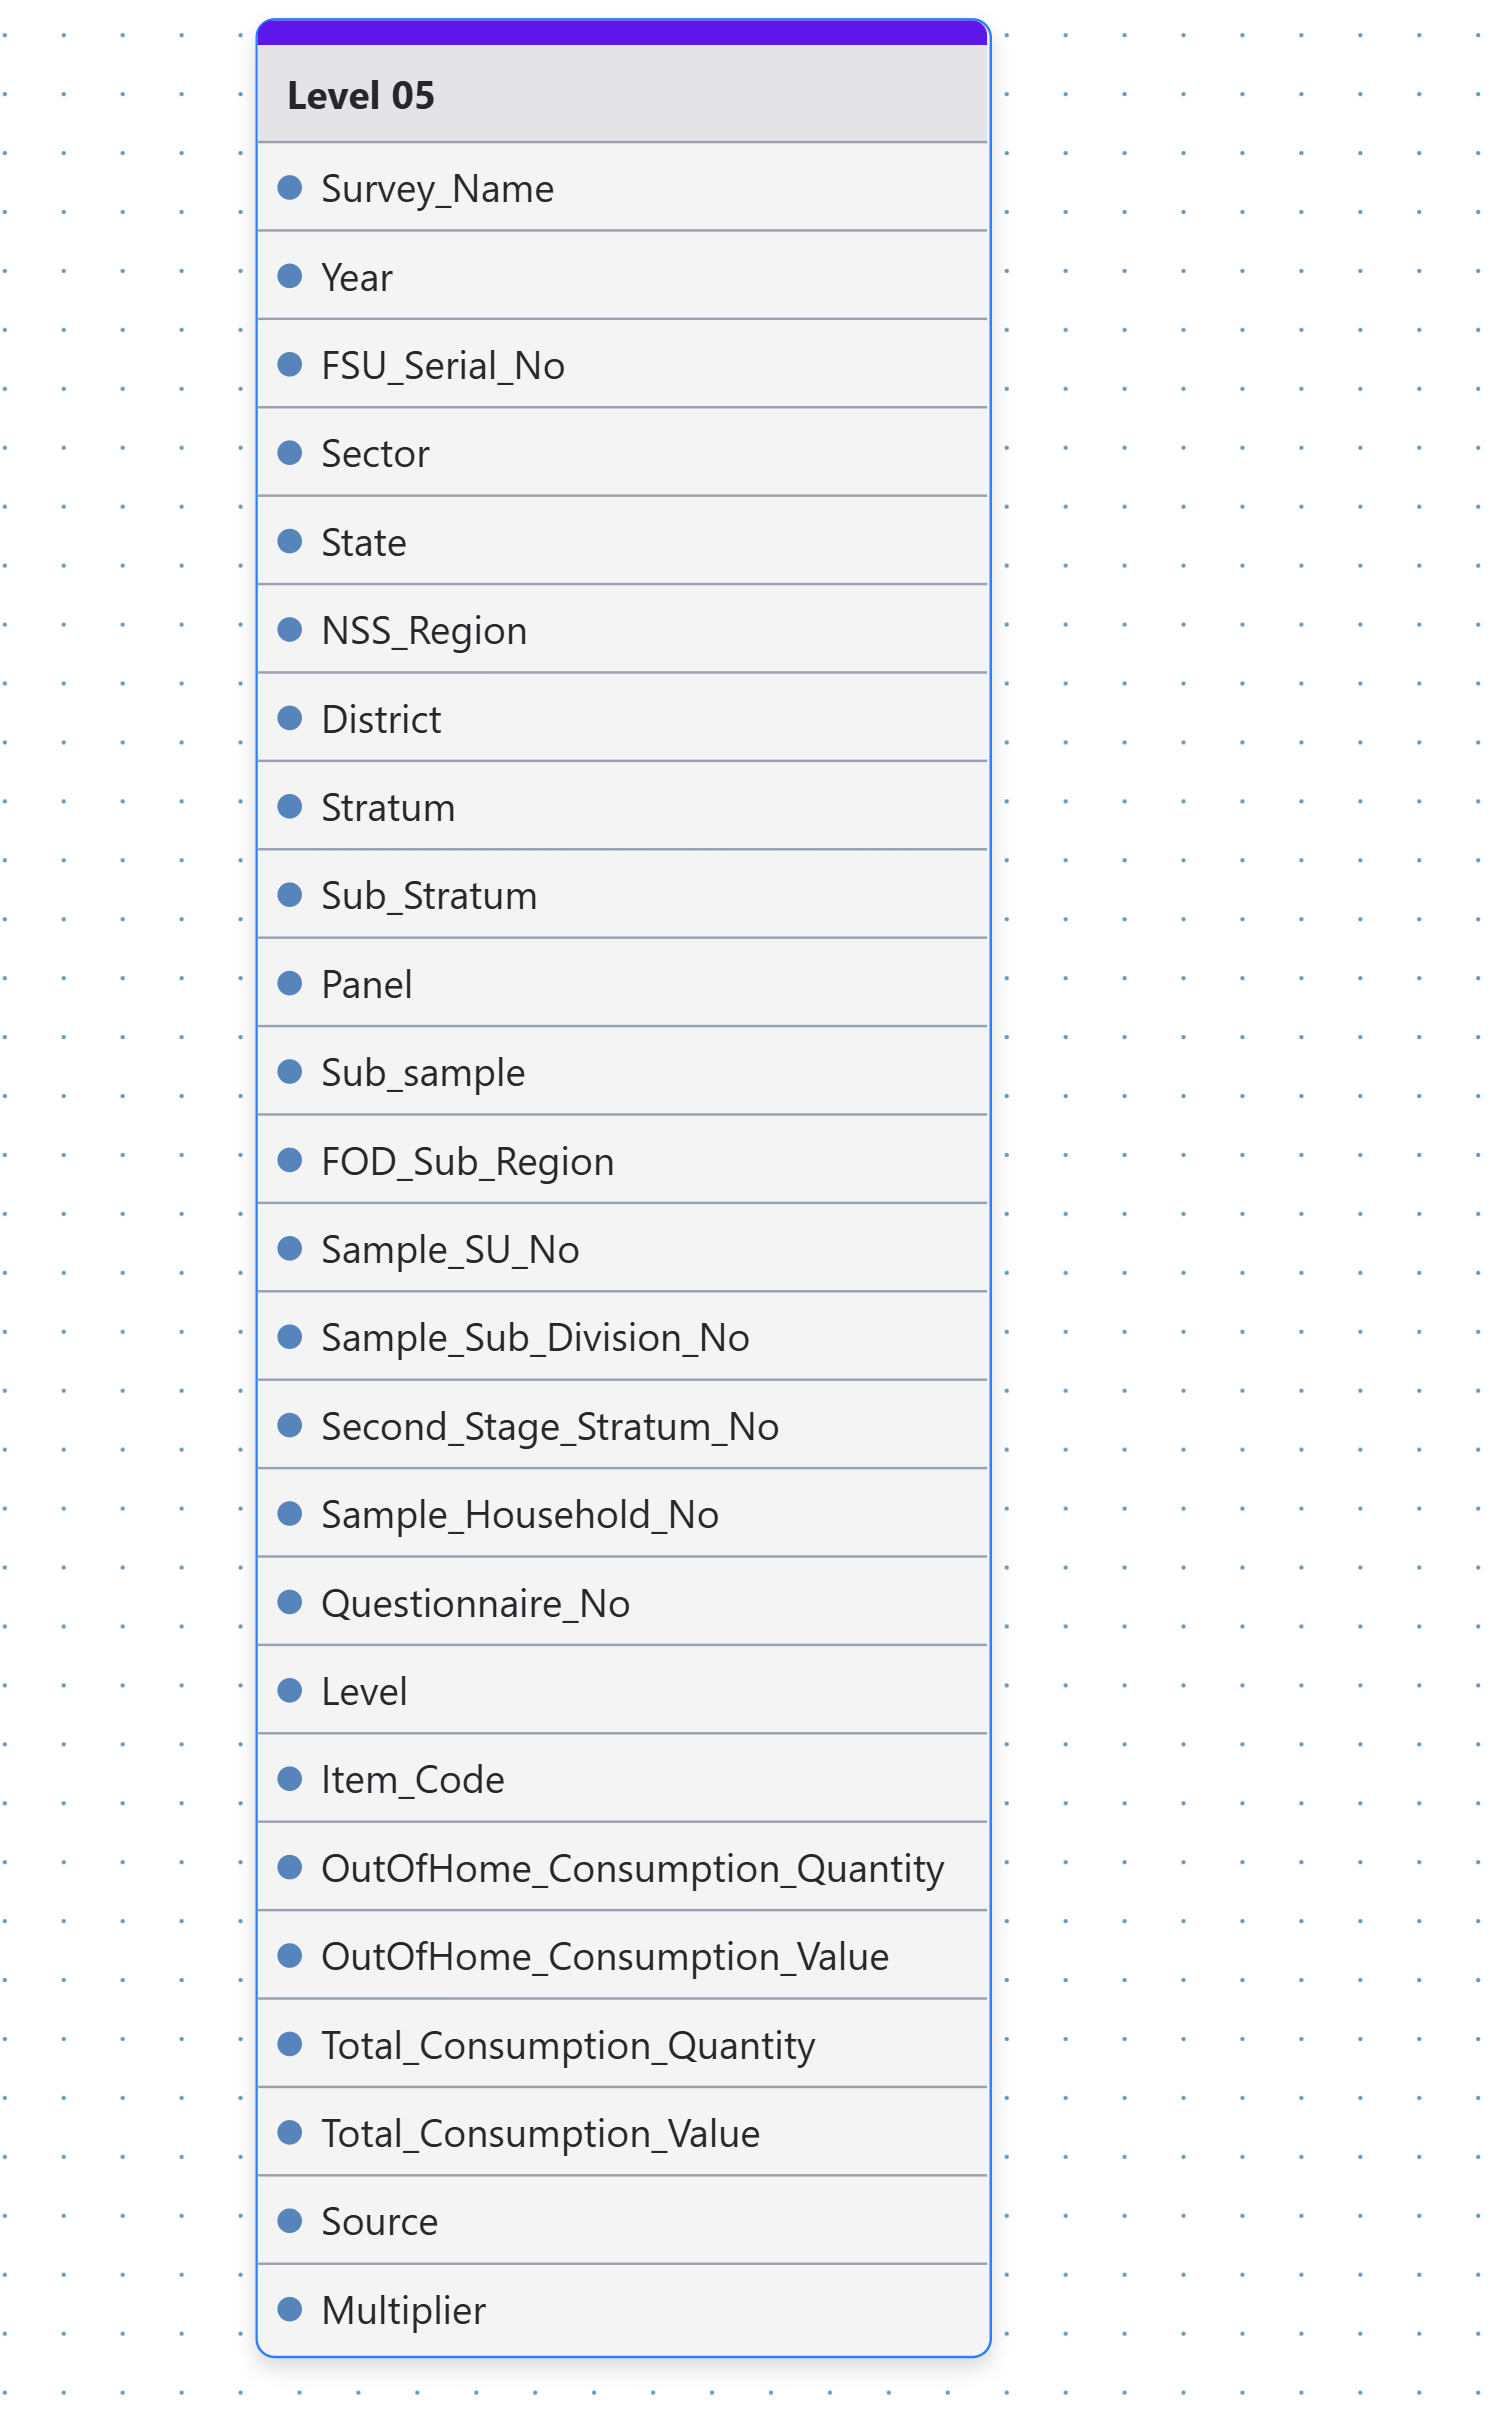 Level 05
Survey_Name
Year
FSU_Serial_No
Sector
State
NSS_Region
District
Stratum
Sub_Stratum
Panel
Sub_sample
FOD_Sub_Region
Sample_SU_No
Sample_Sub_Division_No
Second_Stage_Stratum_No
Sample_Household_No
Questionnaire_No
Level
Item_Code
OutOfHome_Consumption_Quantity
OutOfHome_Consumption_Value
Total_Consumption_Quantity
Total_Consumption_Value
Source
Multiplier